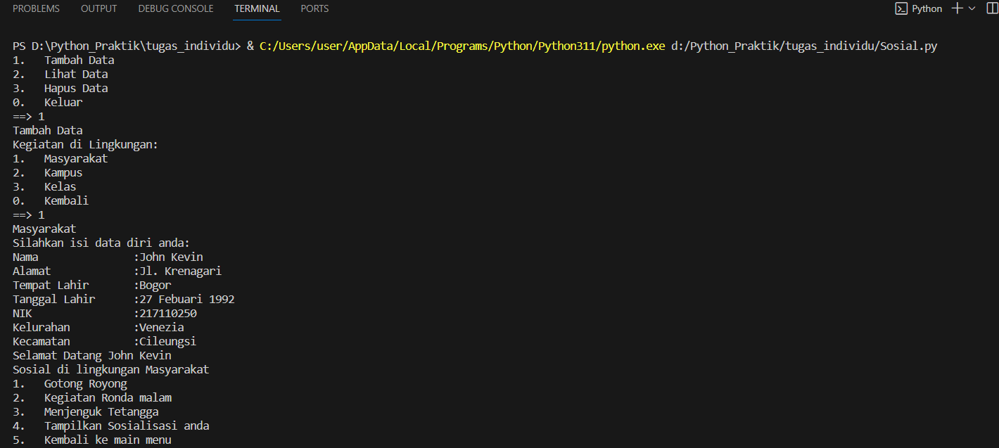 PROBLEMS OUTPUT DEBUG CONSOLE TERMINAL PORTS Python
PS D:\Python_Praktik\tugas_individu> & C:/Users/user/AppData/Local/Programs/Python/Python311/python.exe d:/Python_Praktik/tugas_individu/Sosial.py
1. Tambah Data
2. Lihat Data
3. Hapus Data
0. Keluar
==> 1
Tambah Data
Kegiatan di Lingkungan:
1. Masyarakat
2. Kampus
3. Kelas
0. Kembali
==> 1
Masyarakat
Silahkan isi data diri anda:
Nama :John Kevin
Alamat :Jl. Krenagari
Tempat Lahir :Bogor
Tanggal Lahir :27 Febuari 1992
NIK :217110250
Kelurahan :Venezia
Kecamatan :Cileungsi
Selamat Datang John Kevin
Sosial di lingkungan Masyarakat
1. Gotong Royong
2. Kegiatan Ronda malam
3. Menjenguk Tetangga
4. Tampilkan Sosialisasi anda
5. Kembali ke main menu